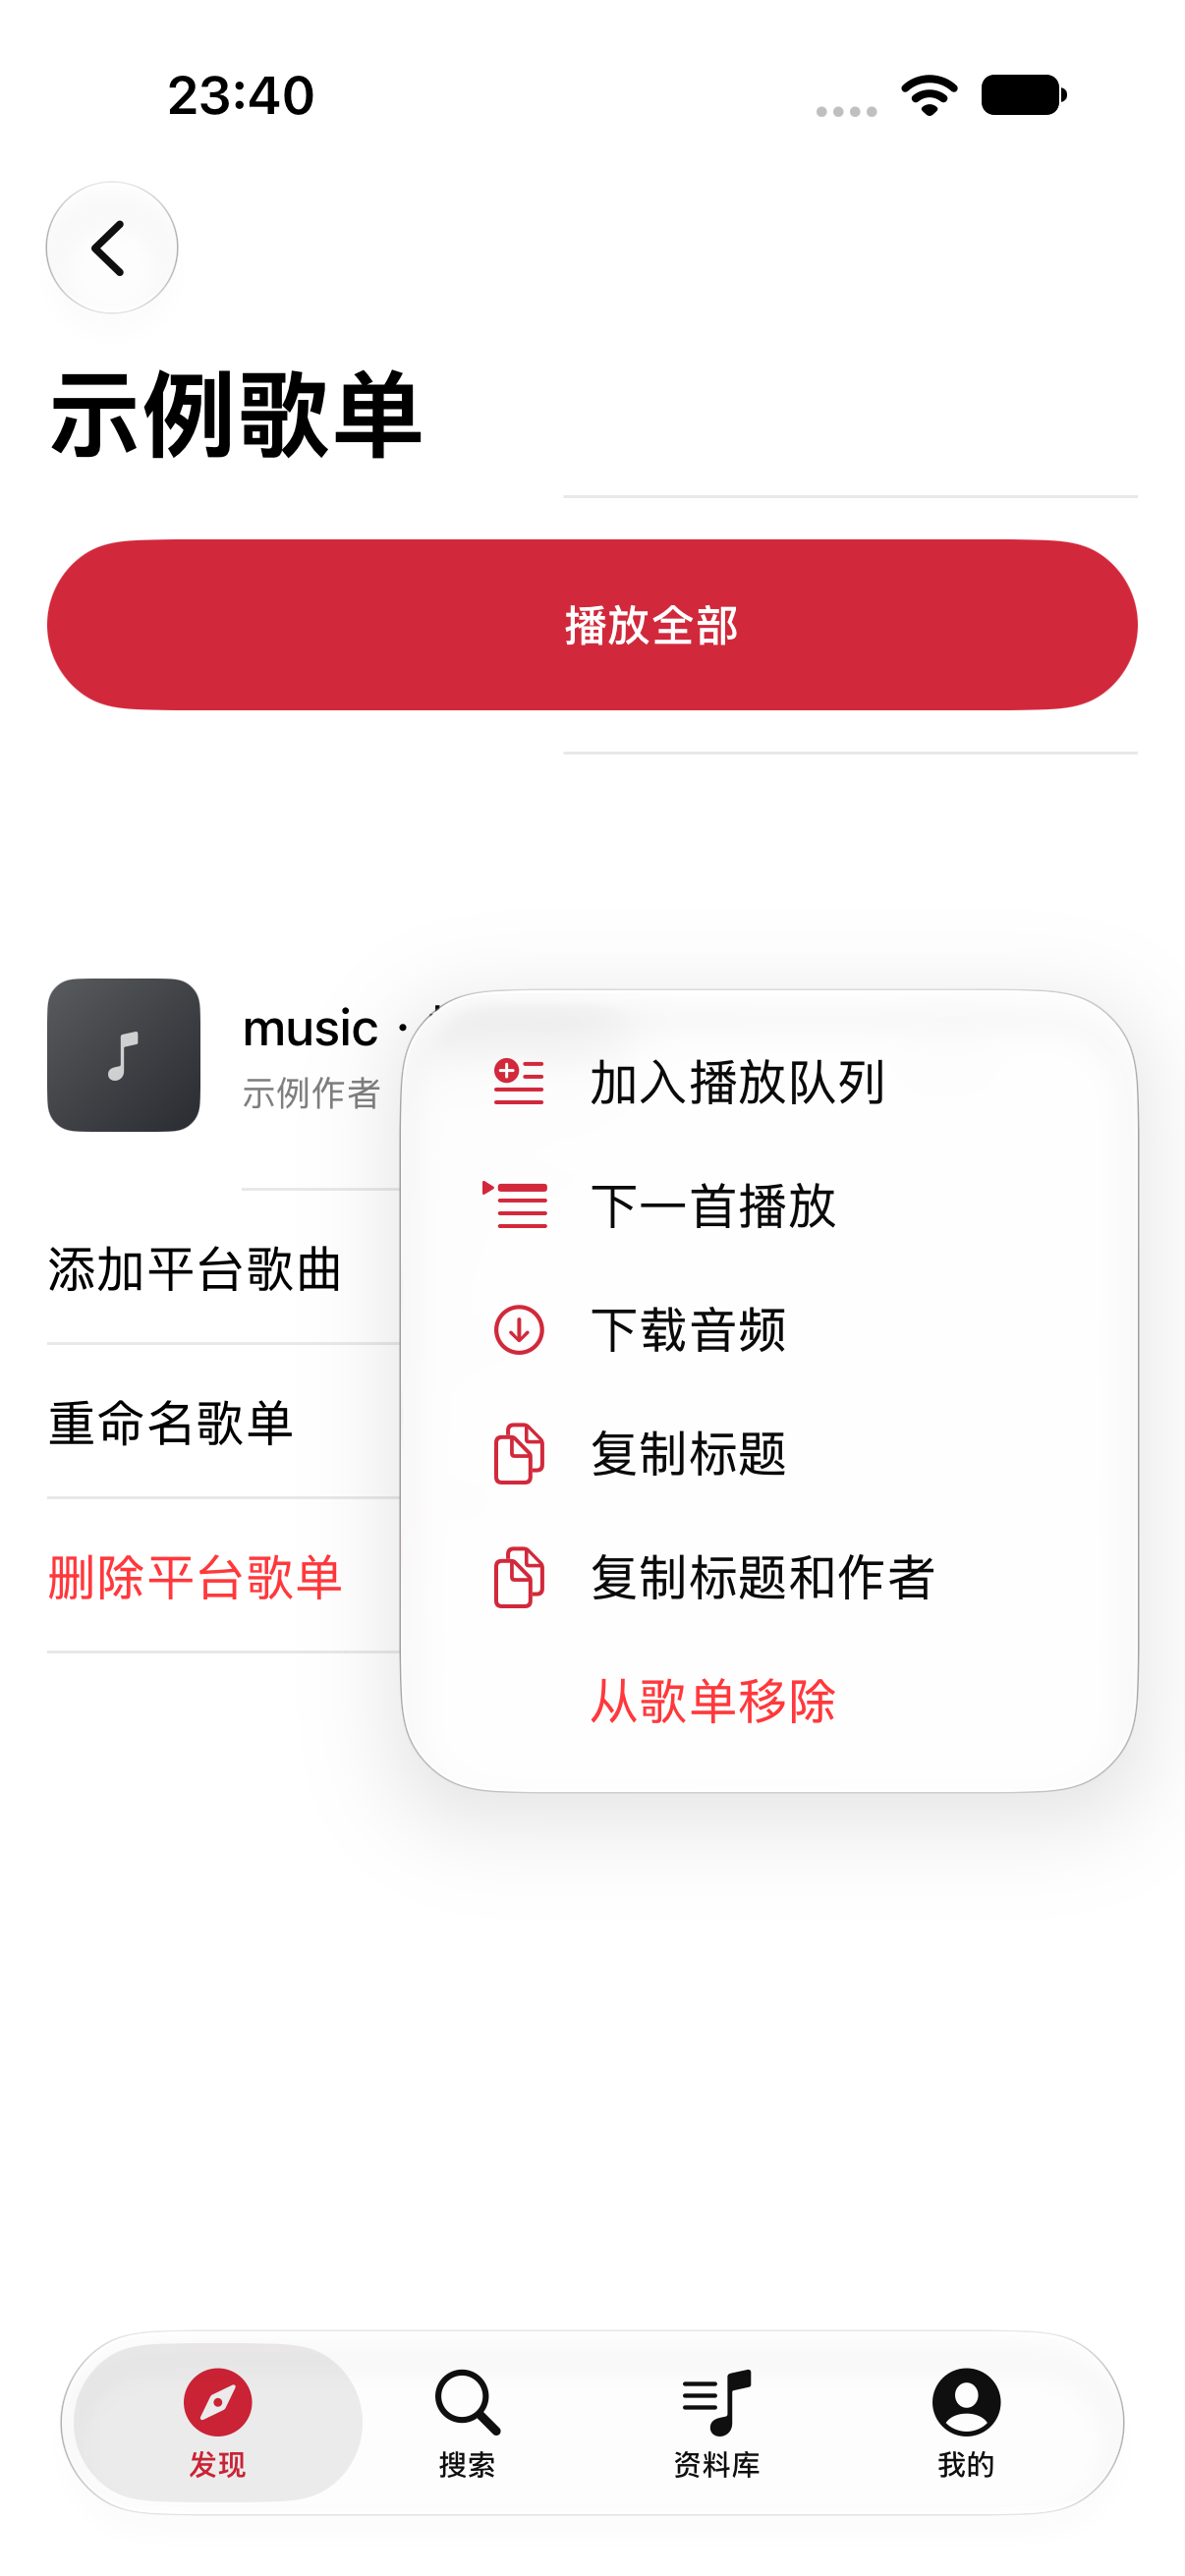 23:40
示例歌单
播放全部
music ·
示例作者
加入播放队列
下一首播放
下载音频
复制标题
复制标题和作者
从歌单移除
添加平台歌曲
重命名歌单
删除平台歌单
发现
搜索
资料库
我的